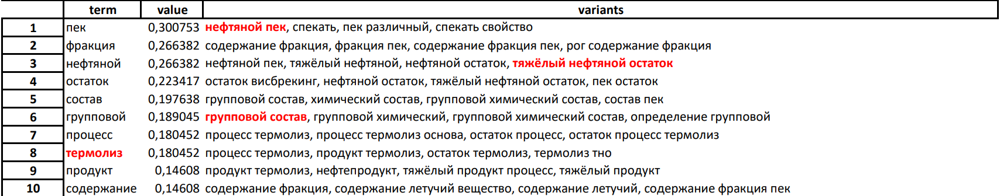 term value variants
1 пек 0,300753 нефтяной пек, спекать, пек различный, спекать свойство
2 фракция 0,266382 содержание фракция, фракция пек, содержание фракция пек, рог содержание фракция
3 нефтяной 0,266382 нефтяной пек, тяжёлый нефтяной, нефтяной остаток, тяжёлый нефтяной остаток
4 остаток 0,223417 остаток висбрекинг, нефтяной остаток, тяжёлый нефтяной остаток, пек остаток
5 состав 0,197638 групповой состав, химический состав, групповой химический состав, состав пек
6 групповой 0,189045 групповой состав, групповой химический, групповой химический состав, определение групповой
7 процесс 0,180452 процесс термолиз, процесс термолиз основа, остаток процесс, остаток процесс термолиз
8 термолиз 0,180452 процесс термолиз, продукт термолиз, остаток термолиз, термолиз тно
9 продукт 0,14608 продукт термолиз, нефтепродукт, тяжёлый продукт процесс, тяжёлый продукт
10 содержание 0,14608 содержание фракция, содержание летучий вещество, содержание летучий, содержание фракция пек